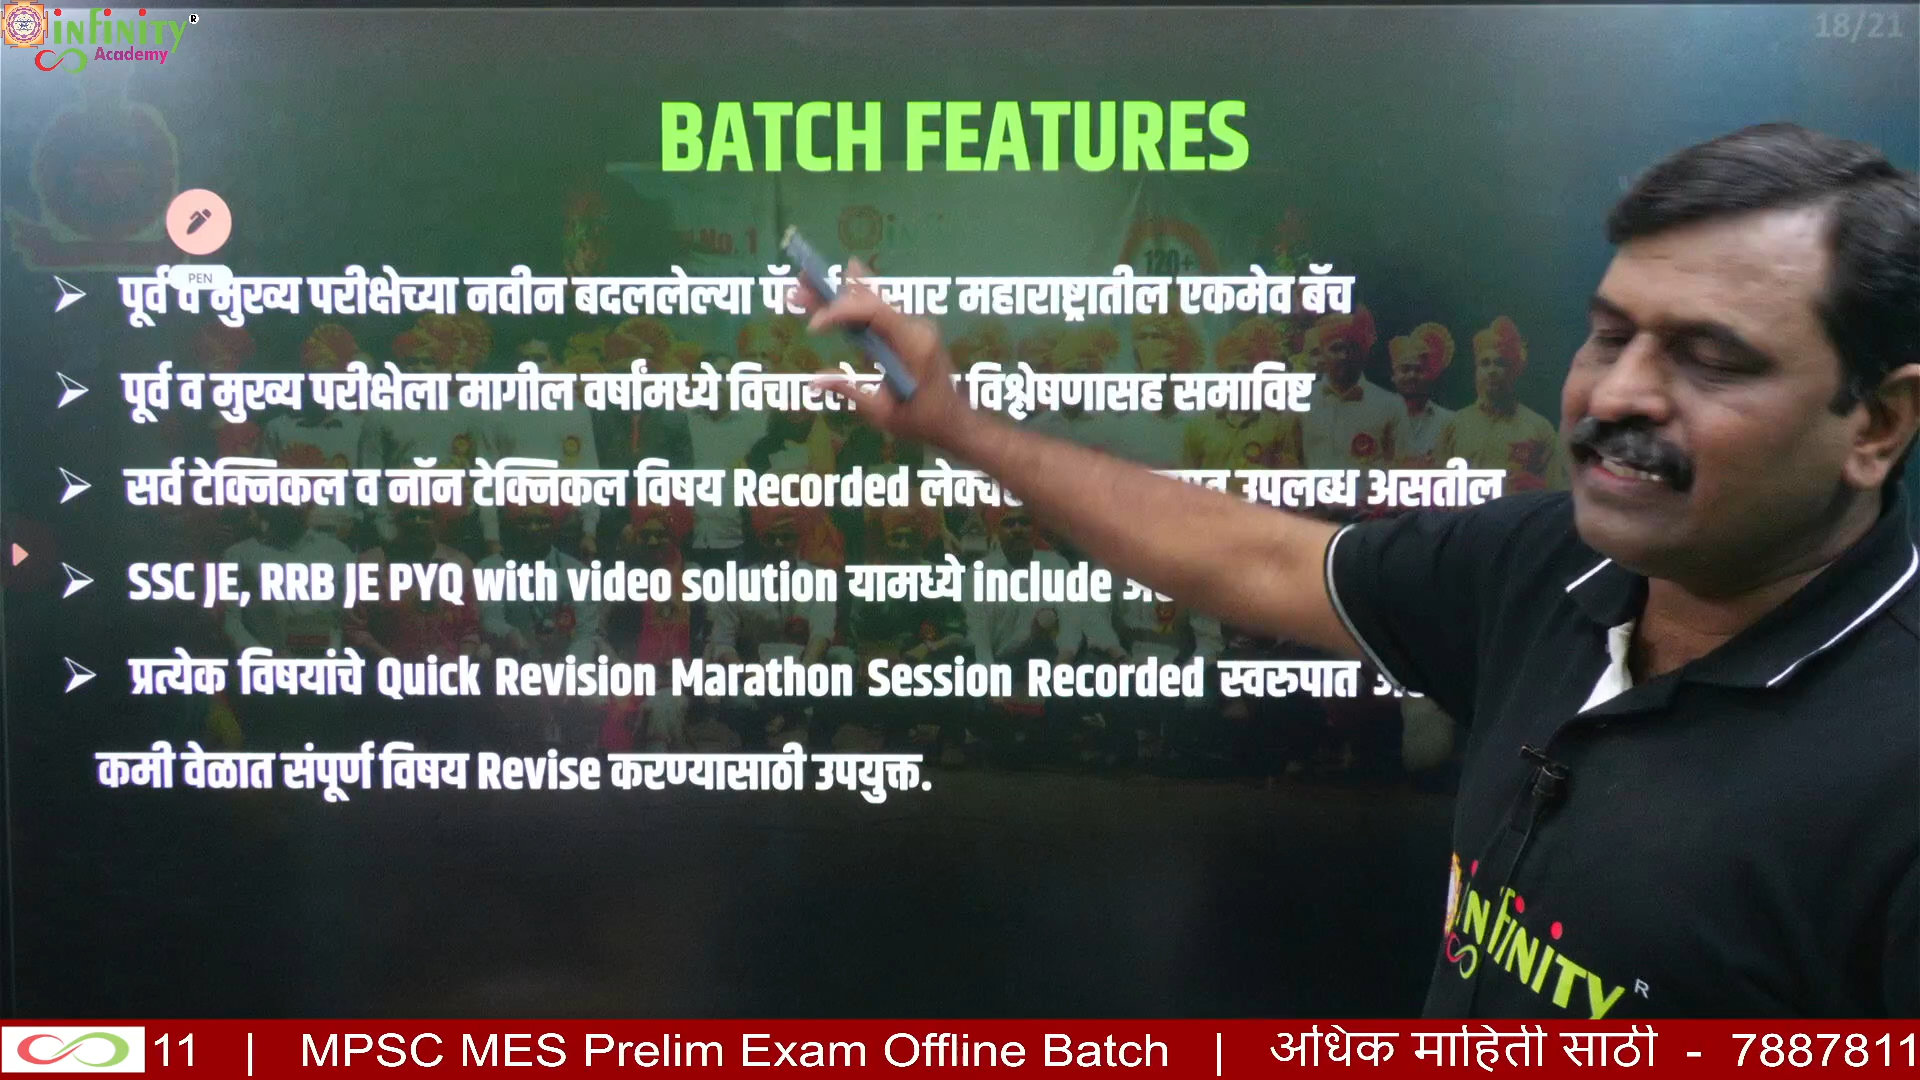 infinity
Academy
18/21
BATCH FEATURES
PEN
पूर्व व मुख्य परीक्षेच्या नवीन बदललेल्या महाराष्ट्रातील एकमेव बॅच
No. 1
120+
पूर्व व मुख्य परीक्षेला मागील वर्षांमध्ये विश्लेषणासह समाविष्ट
सर्व टेक्निकल व नॉन टेक्निकल विषय Recorded उपलब्ध असतील
SSC JE, RRB JE PYQ with video solution यामध्ये include
प्रत्येक विषयांचे Quick Revision Marathon Session Recorded स्वरुपात
कमी वेळात संपूर्ण विषय Revise करण्यासाठी उपयुक्त.
INFINITY R
11 | MPSC MES Prelim Exam Offline Batch | अधिक माहिती साठी - 7887811